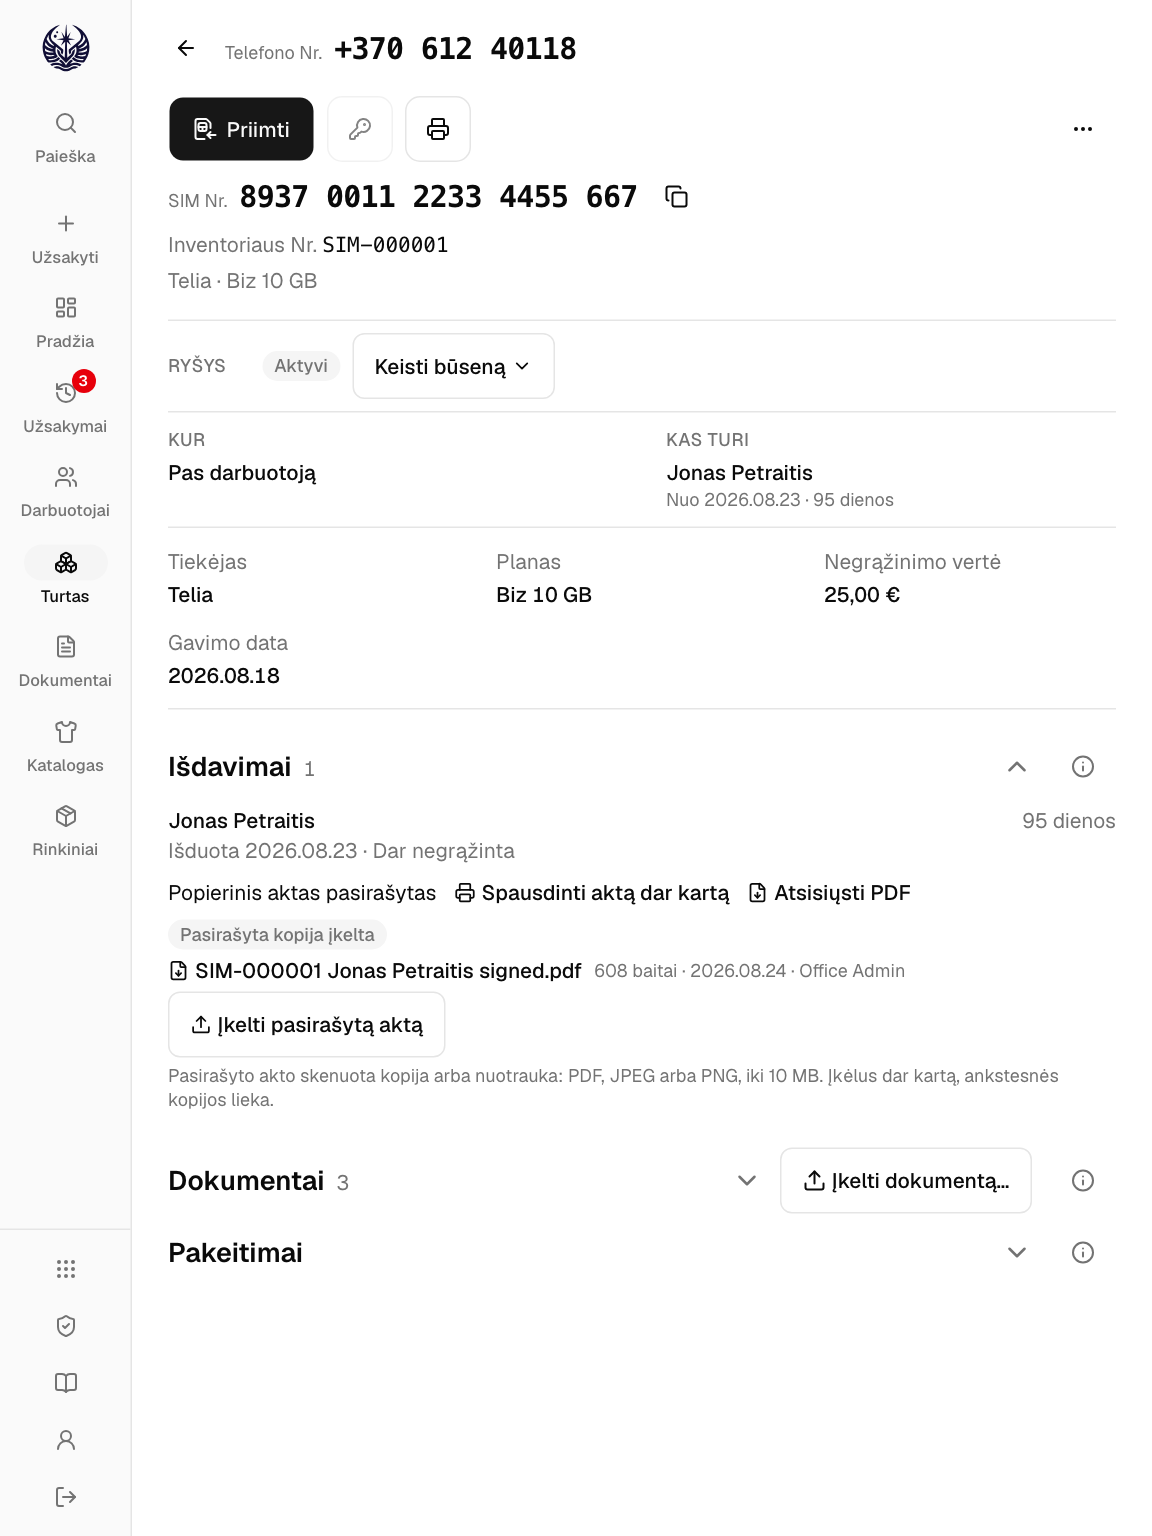 Telefono Nr. +370 612 40118
Priimti
SIM Nr. 8937 0011 2233 4455 667
Inventoriaus Nr. SIM-000001
Telia · Biz 10 GB
RYŠYS Aktyvi Keisti būseną
KUR
Pas darbuotoją
KAS TURI
Jonas Petraitis
Nuo 2026.08.23 · 95 dienos
Tiekėjas
Telia
Planas
Biz 10 GB
Negrąžinimo vertė
25,00 €
Gavimo data
2026.08.18
Išdavimai 1
Jonas Petraitis 95 dienos
Išduota 2026.08.23 · Dar negrąžinta
Popierinis aktas pasirašytas Spausdinti aktą dar kartą Atsisiųsti PDF
Pasirašyta kopija įkelta
SIM-000001 Jonas Petraitis signed.pdf 608 baitai · 2026.08.24 · Office Admin
Įkelti pasirašytą aktą
Pasirašyto akto skenuota kopija arba nuotrauka: PDF, JPEG arba PNG, iki 10 MB. Įkėlus dar kartą, ankstesnės
kopijos lieka.
Dokumentai 3 Įkelti dokumentą...
Pakeitimai
Paieška
Užsakyti
Pradžia
3
Užsakymai
Darbuotojai
Turtas
Dokumentai
Katalogas
Rinkiniai